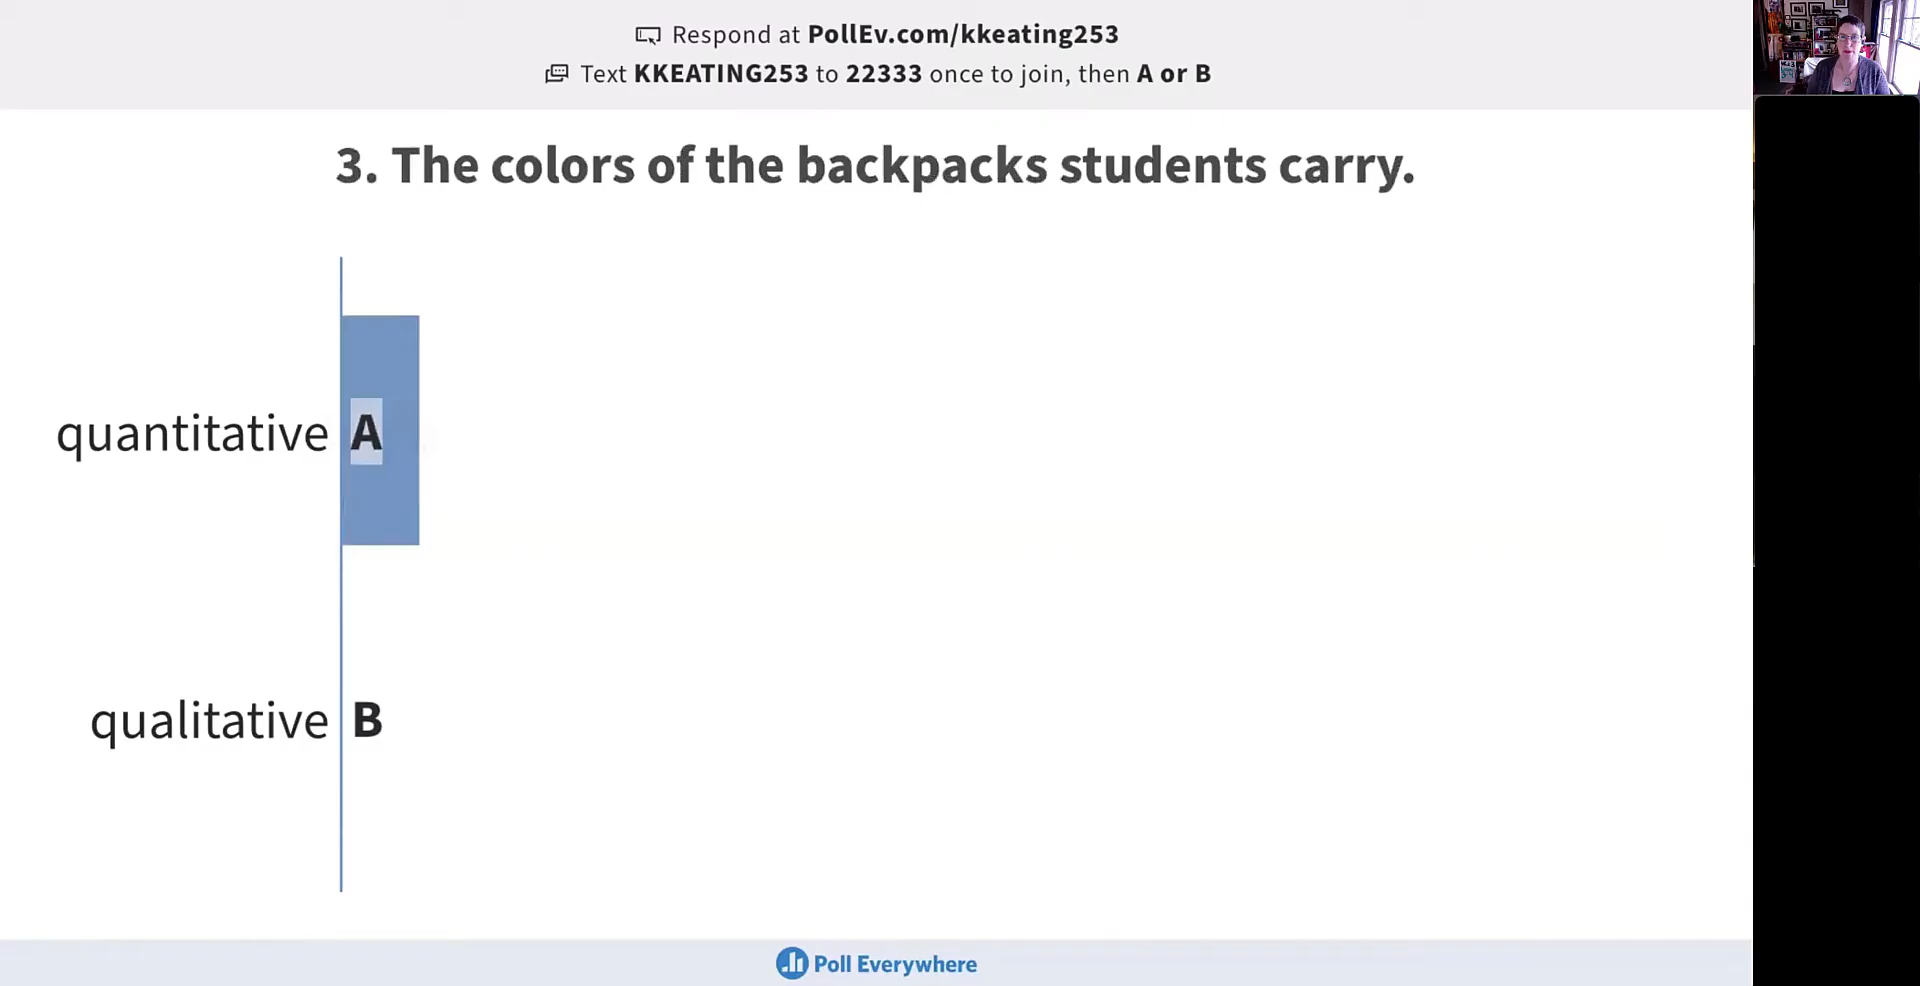 Respond at PollEv.com/kkeating253
Text KKEATING253 to 22333 once to join, then A or B
3. The colors of the backpacks students carry.
quantitative A
qualitative B
Poll Everywhere